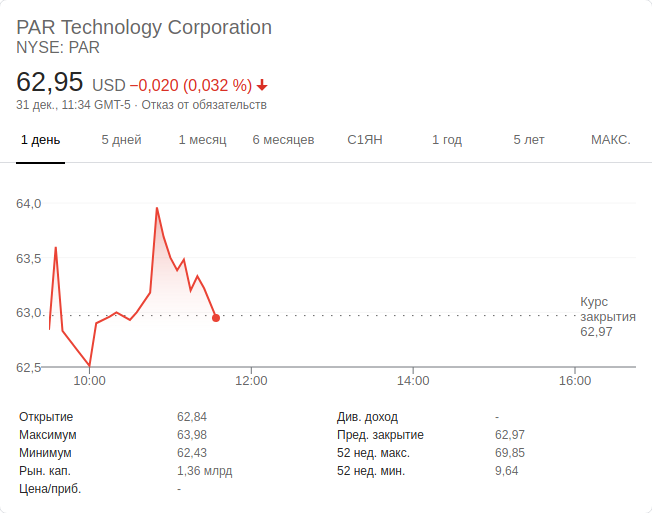 PAR Technology Corporation
NYSE: PAR
62,95 USD −0,020 (0,032 %)
31 дек., 11:34 GMT-5 · Отказ от обязательств
1 день 5 дней 1 месяц 6 месяцев С1ЯН 1 год 5 лет МАКС.
64,0
63,5
63,0
62,5
Курс
закрытия
62,97
10:00 12:00 14:00 16:00
Открытие 62,84 Див. доход -
Максимум 63,98 Пред. закрытие 62,97
Минимум 62,43 52 нед. макс. 69,85
Рын. кап. 1,36 млрд 52 нед. мин. 9,64
Цена/приб. -